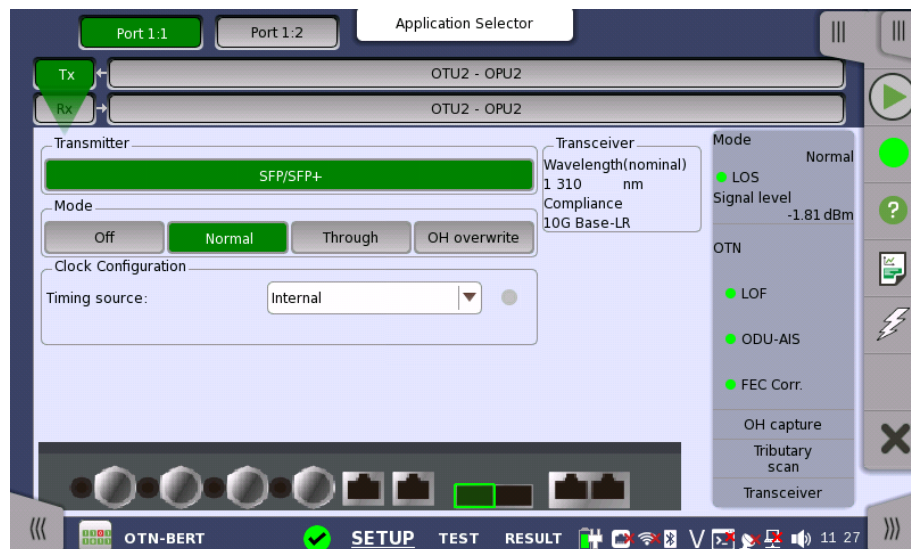 Port 1:1
Port 1:2
Application Selector
Tx
OTU2 - OPU2
Rx
OTU2 - OPU2
Transmitter
SFP/SFP+
Mode
Off
Normal
Through
OH overwrite
Clock Configuration
Timing source:
Internal
Transceiver
Wavelength(nominal)
1 310 nm
Compliance
10G Base-LR
Mode
Normal
LOS
Signal level
-1.81 dBm
OTN
LOF
ODU-AIS
FEC Corr.
OH capture
Tributary
scan
Transceiver
OTN-BERT
SETUP
TEST
RESULT
V
11 27